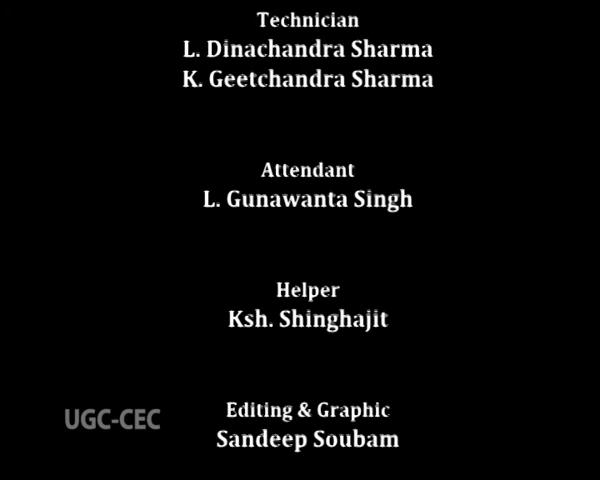 Technician
L. Dinachandra Sharma
K. Geetchandra Sharma
Attendant
L. Gunawanta Singh
Helper
Ksh. Shinghajit
Editing & Graphic
UGC-CEC
Sandeep Soubam